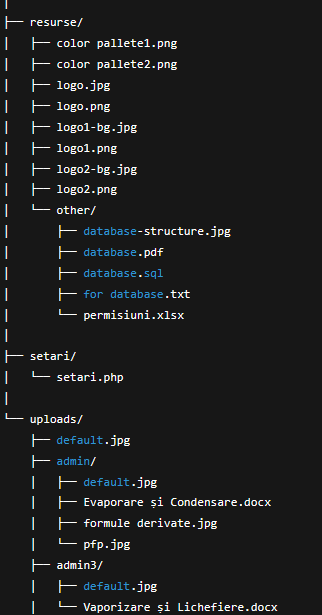 │
├── resurse/
│   ├── color pallete1.png
│   ├── color pallete2.png
│   ├── logo.jpg
│   ├── logo.png
│   ├── logo1-bg.jpg
│   ├── logo1.png
│   ├── logo2-bg.jpg
│   ├── logo2.png
│   └── other/
│       ├── database-structure.jpg
│       ├── database.pdf
│       ├── database.sql
│       ├── for database.txt
│       └── permisiuni.xlsx
│
├── setari/
│   └── setari.php
│
└── uploads/
    ├── default.jpg
    ├── admin/
    │   ├── default.jpg
    │   ├── Evaporare și Condensare.docx
    │   ├── formule derivate.jpg
    │   └── pfp.jpg
    ├── admin3/
    │   ├── default.jpg
    │   └── Vaporizare și Lichefiere.docx